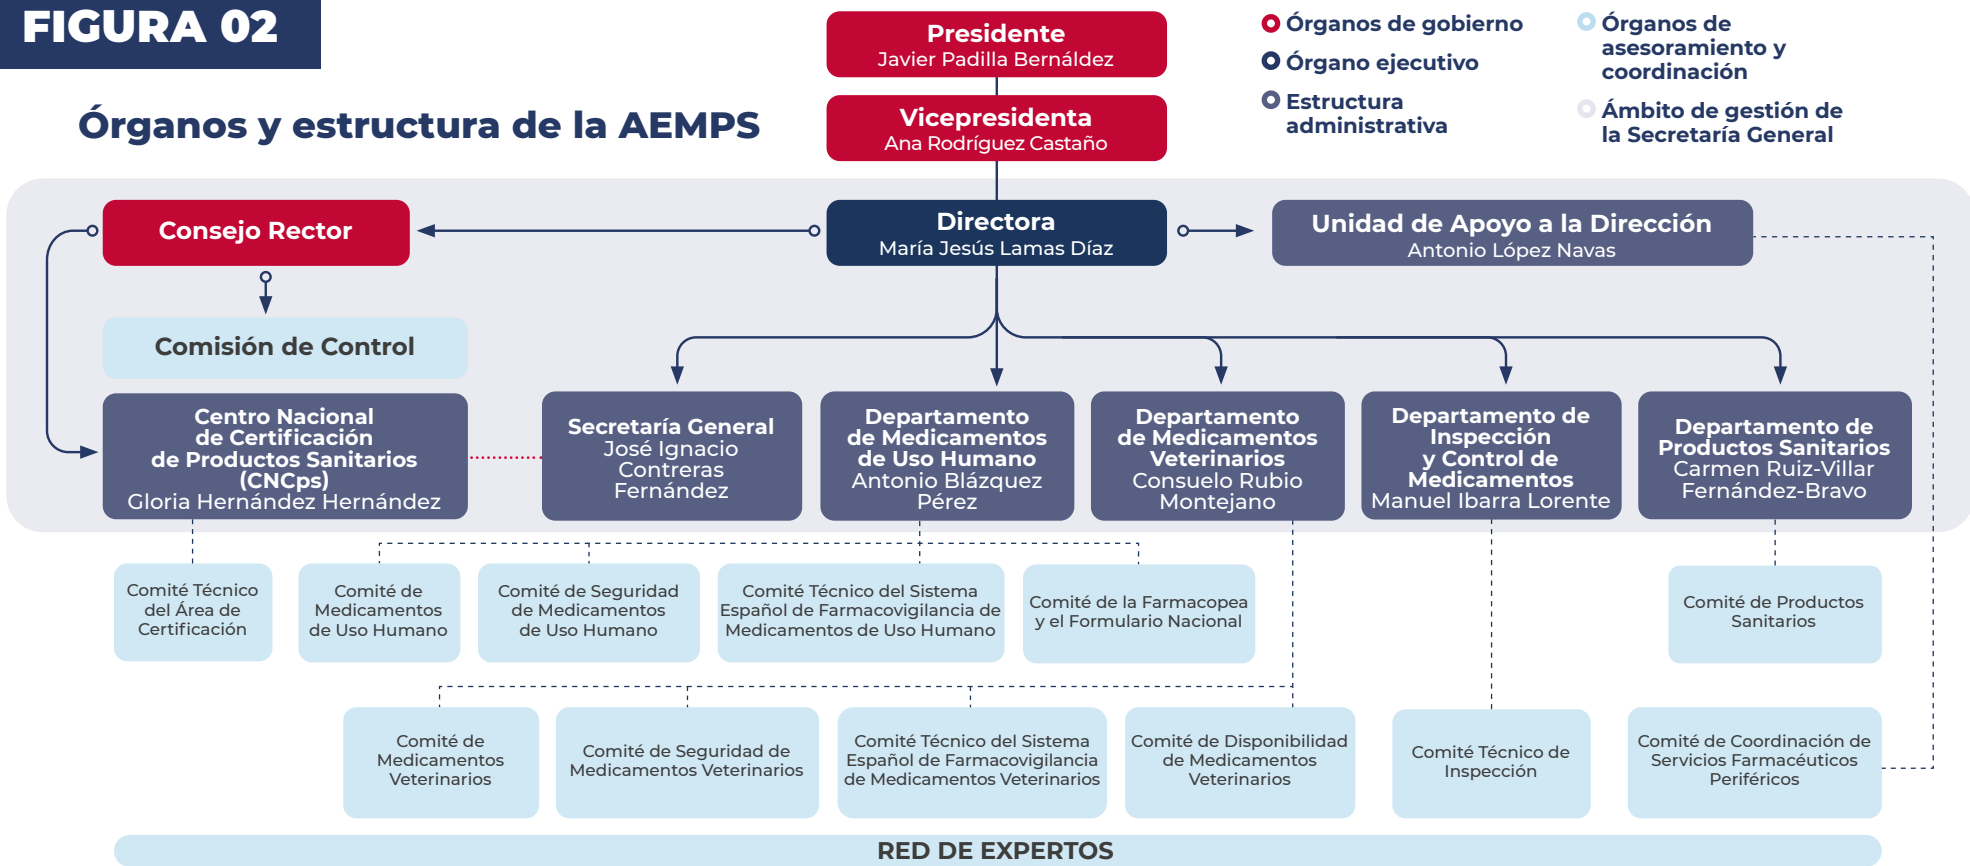 FIGURA 02
Órganos y estructura de la AEMPS
Presidente
Javier Padilla Bernáldez
Vicepresidenta
Ana Rodríguez Castaño
Órganos de gobierno
Órgano ejecutivo
Estructura
administrativa
Órganos de
asesoramiento y
coordinación
Ámbito de gestión de
la Secretaría General
Consejo Rector
Directora
María Jesús Lamas Díaz
Unidad de Apoyo a la Dirección
Antonio López Navas
Comisión de Control
Centro Nacional
de Certificación
de Productos Sanitarios
(CNCps)
Gloria Hernández Hernández
Secretaría General
José Ignacio
Contreras
Fernández
Departamento
de Medicamentos
de Uso Humano
Antonio Blázquez
Pérez
Departamento
de Medicamentos
Veterinarios
Consuelo Rubio
Montejano
Departamento de
Inspección
y Control de
Medicamentos
Manuel Ibarra Lorente
Departamento de
Productos Sanitarios
Carmen Ruiz-Villar
Fernández-Bravo
Comité Técnico
del Área de
Certificación
Comité de
Medicamentos
de Uso Humano
Comité de Seguridad
de Medicamentos
de Uso Humano
Comité Técnico del Sistema
Español de Farmacovigilancia de
Medicamentos de Uso Humano
Comité de la Farmacopea
y el Formulario Nacional
Comité de Productos
Sanitarios
Comité de
Medicamentos
Veterinarios
Comité de Seguridad de
Medicamentos Veterinarios
Comité Técnico del Sistema
Español de Farmacovigilancia
de Medicamentos Veterinarios
Comité de Disponibilidad
de Medicamentos
Veterinarios
Comité Técnico de
Inspección
Comité de Coordinación de
Servicios Farmacéuticos
Periféricos
RED DE EXPERTOS